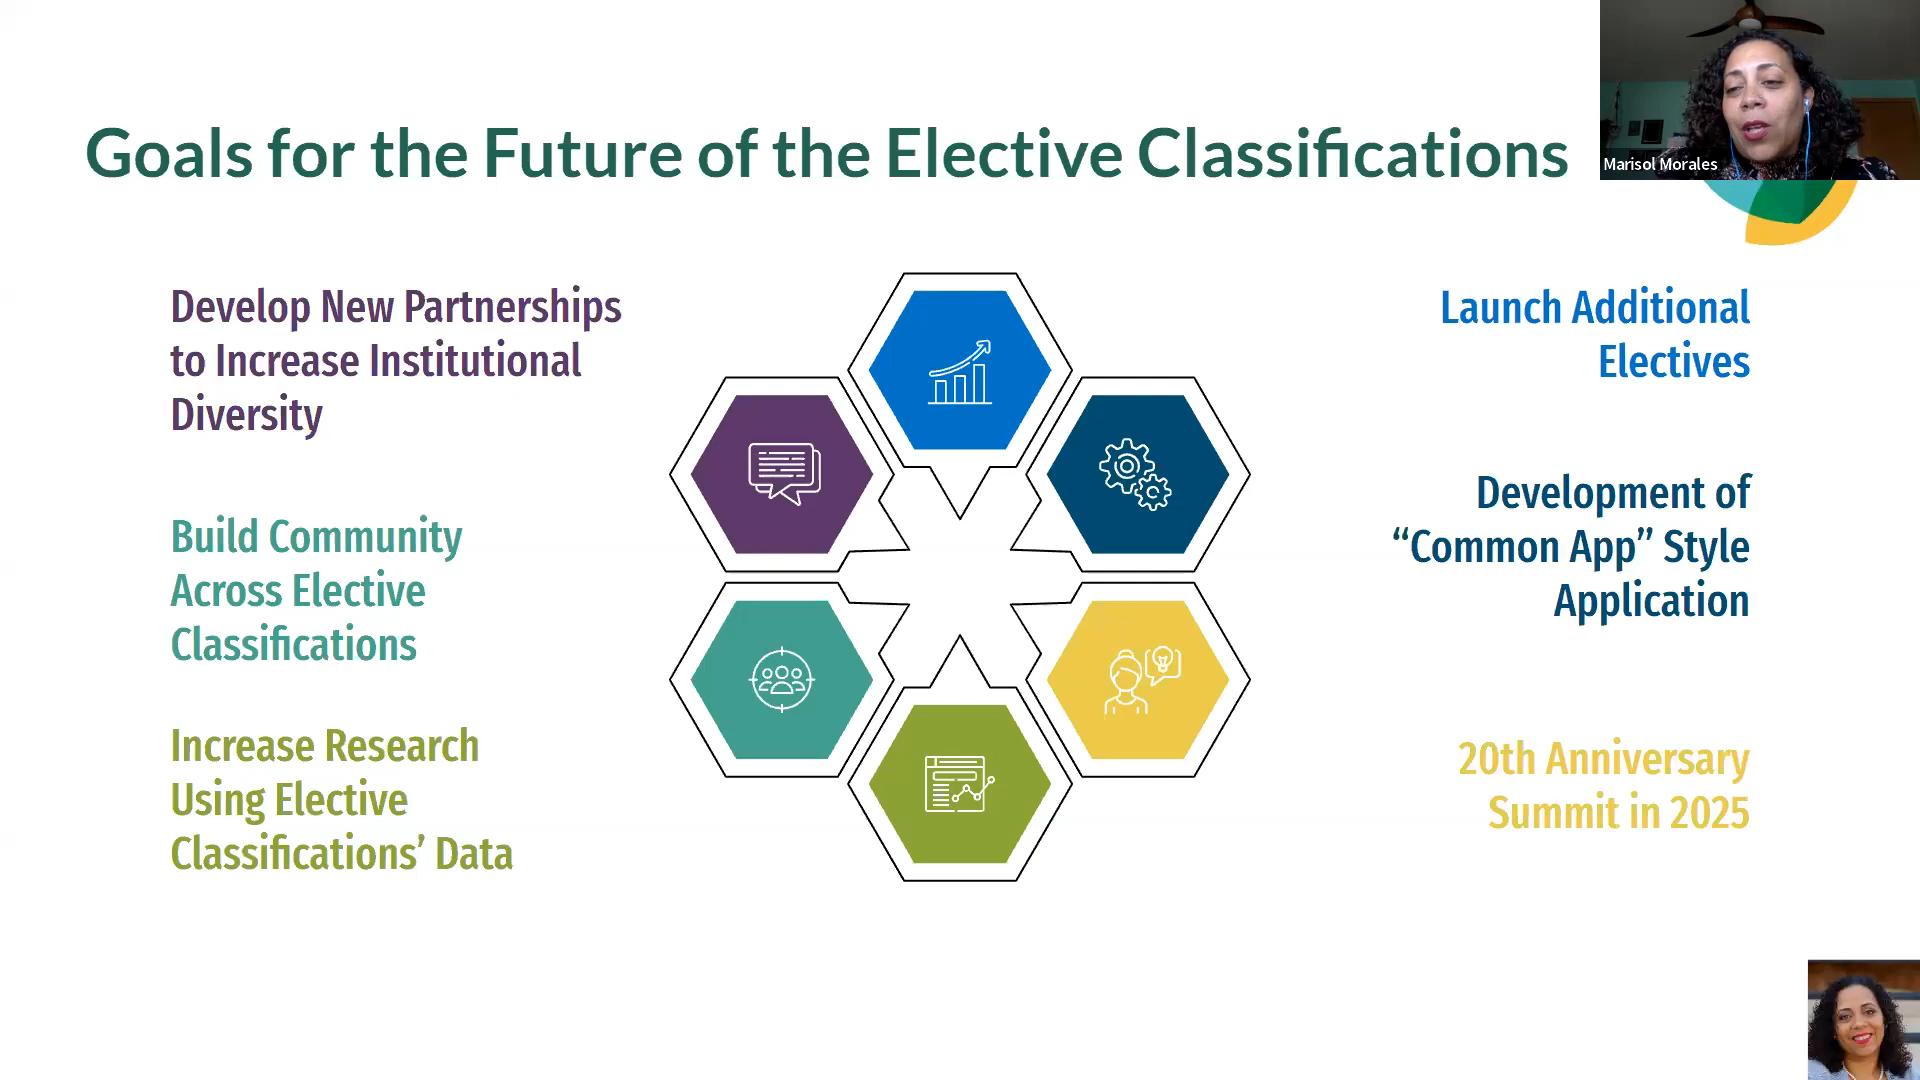 Goals for the Future of the Elective Classifications
Marisol Morales
Develop New Partnerships
to Increase Institutional
Diversity
Build Community
Across Elective
Classifications
Increase Research
Using Elective
Classifications’ Data
Launch Additional
Electives
Development of
“Common App” Style
Application
20th Anniversary
Summit in 2025